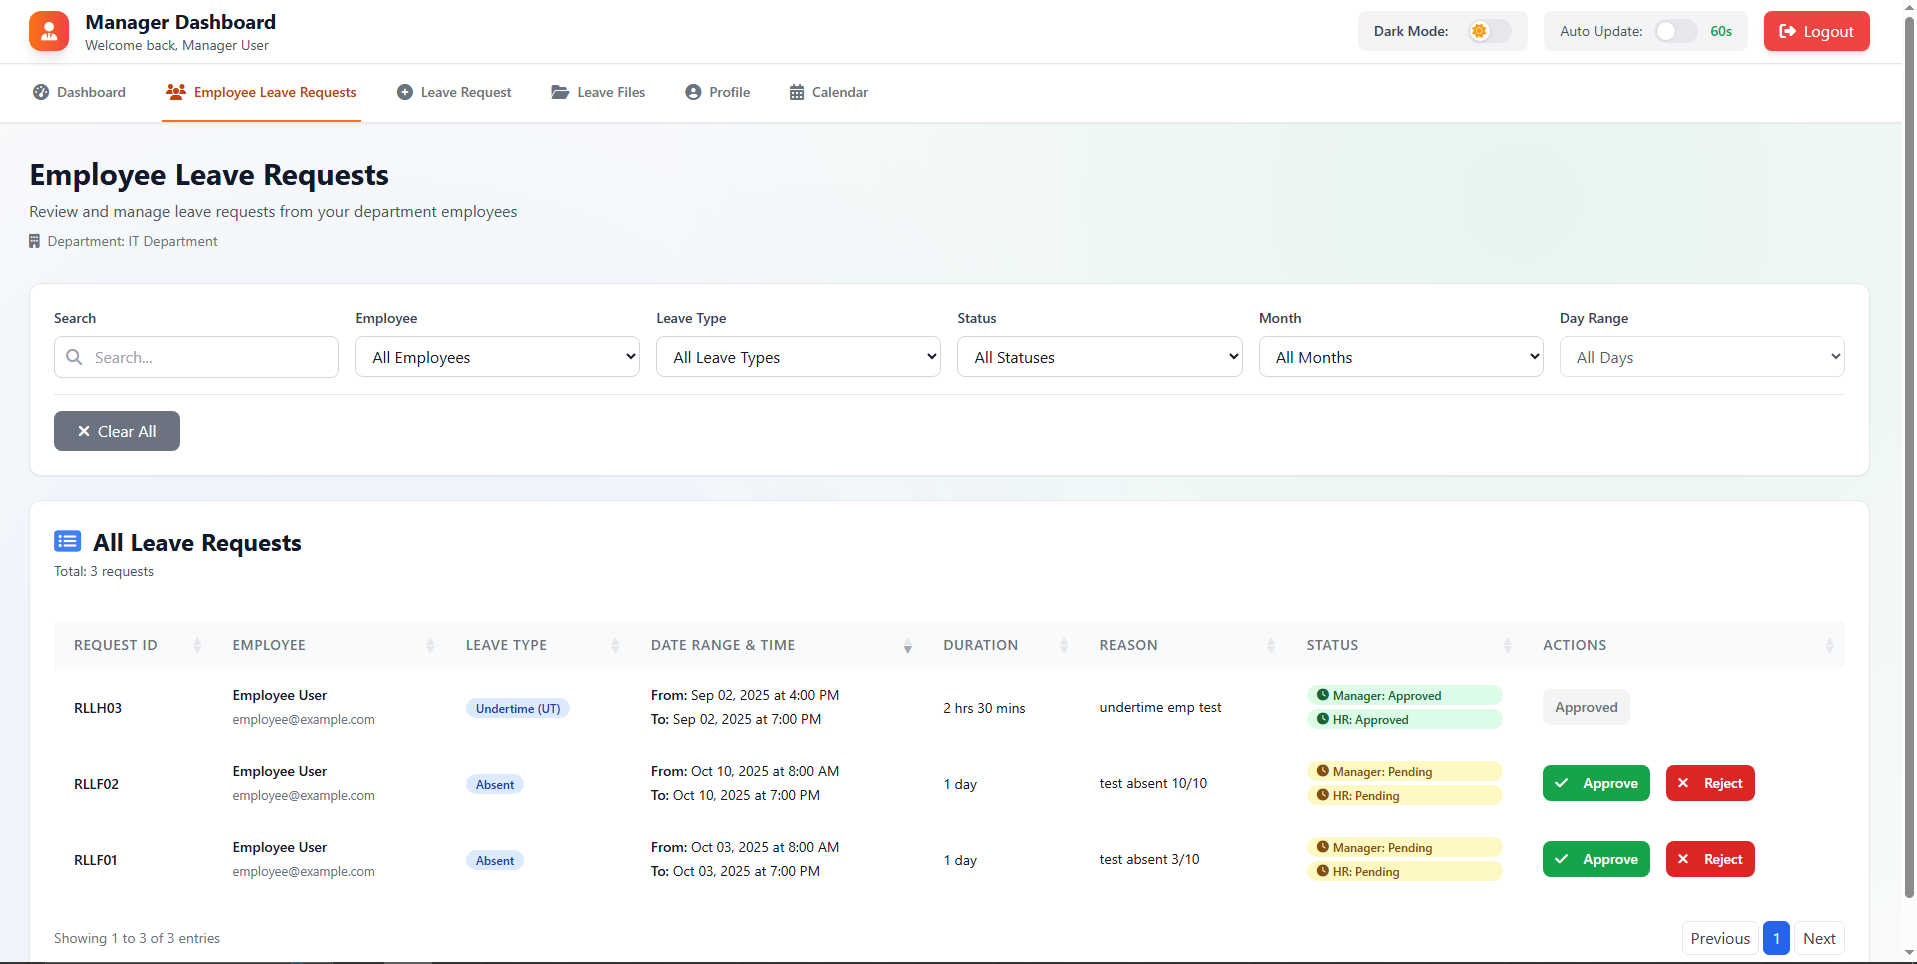 Manager Dashboard
Welcome back, Manager User
Dark Mode:
Auto Update: 60s
Logout
Dashboard
Employee Leave Requests
Leave Request
Leave Files
Profile
Calendar
Employee Leave Requests
Review and manage leave requests from your department employees
Department: IT Department
Search Employee Leave Type Status Month Day Range
Search... All Employees All Leave Types All Statuses All Months All Days
Clear All
All Leave Requests
Total: 3 requests
REQUEST ID EMPLOYEE LEAVE TYPE DATE RANGE & TIME DURATION REASON STATUS ACTIONS
RLLH03
Employee User
employee@example.com
Undertime (UT)
From: Sep 02, 2025 at 4:00 PM
To: Sep 02, 2025 at 7:00 PM
2 hrs 30 mins
undertime emp test
Manager: Approved
HR: Approved
Approved
RLLF02
Employee User
employee@example.com
Absent
From: Oct 10, 2025 at 8:00 AM
To: Oct 10, 2025 at 7:00 PM
1 day
test absent 10/10
Manager: Pending
HR: Pending
Approve
Reject
RLLF01
Employee User
employee@example.com
Absent
From: Oct 03, 2025 at 8:00 AM
To: Oct 03, 2025 at 7:00 PM
1 day
test absent 3/10
Manager: Pending
HR: Pending
Approve
Reject
Showing 1 to 3 of 3 entries
Previous 1 Next